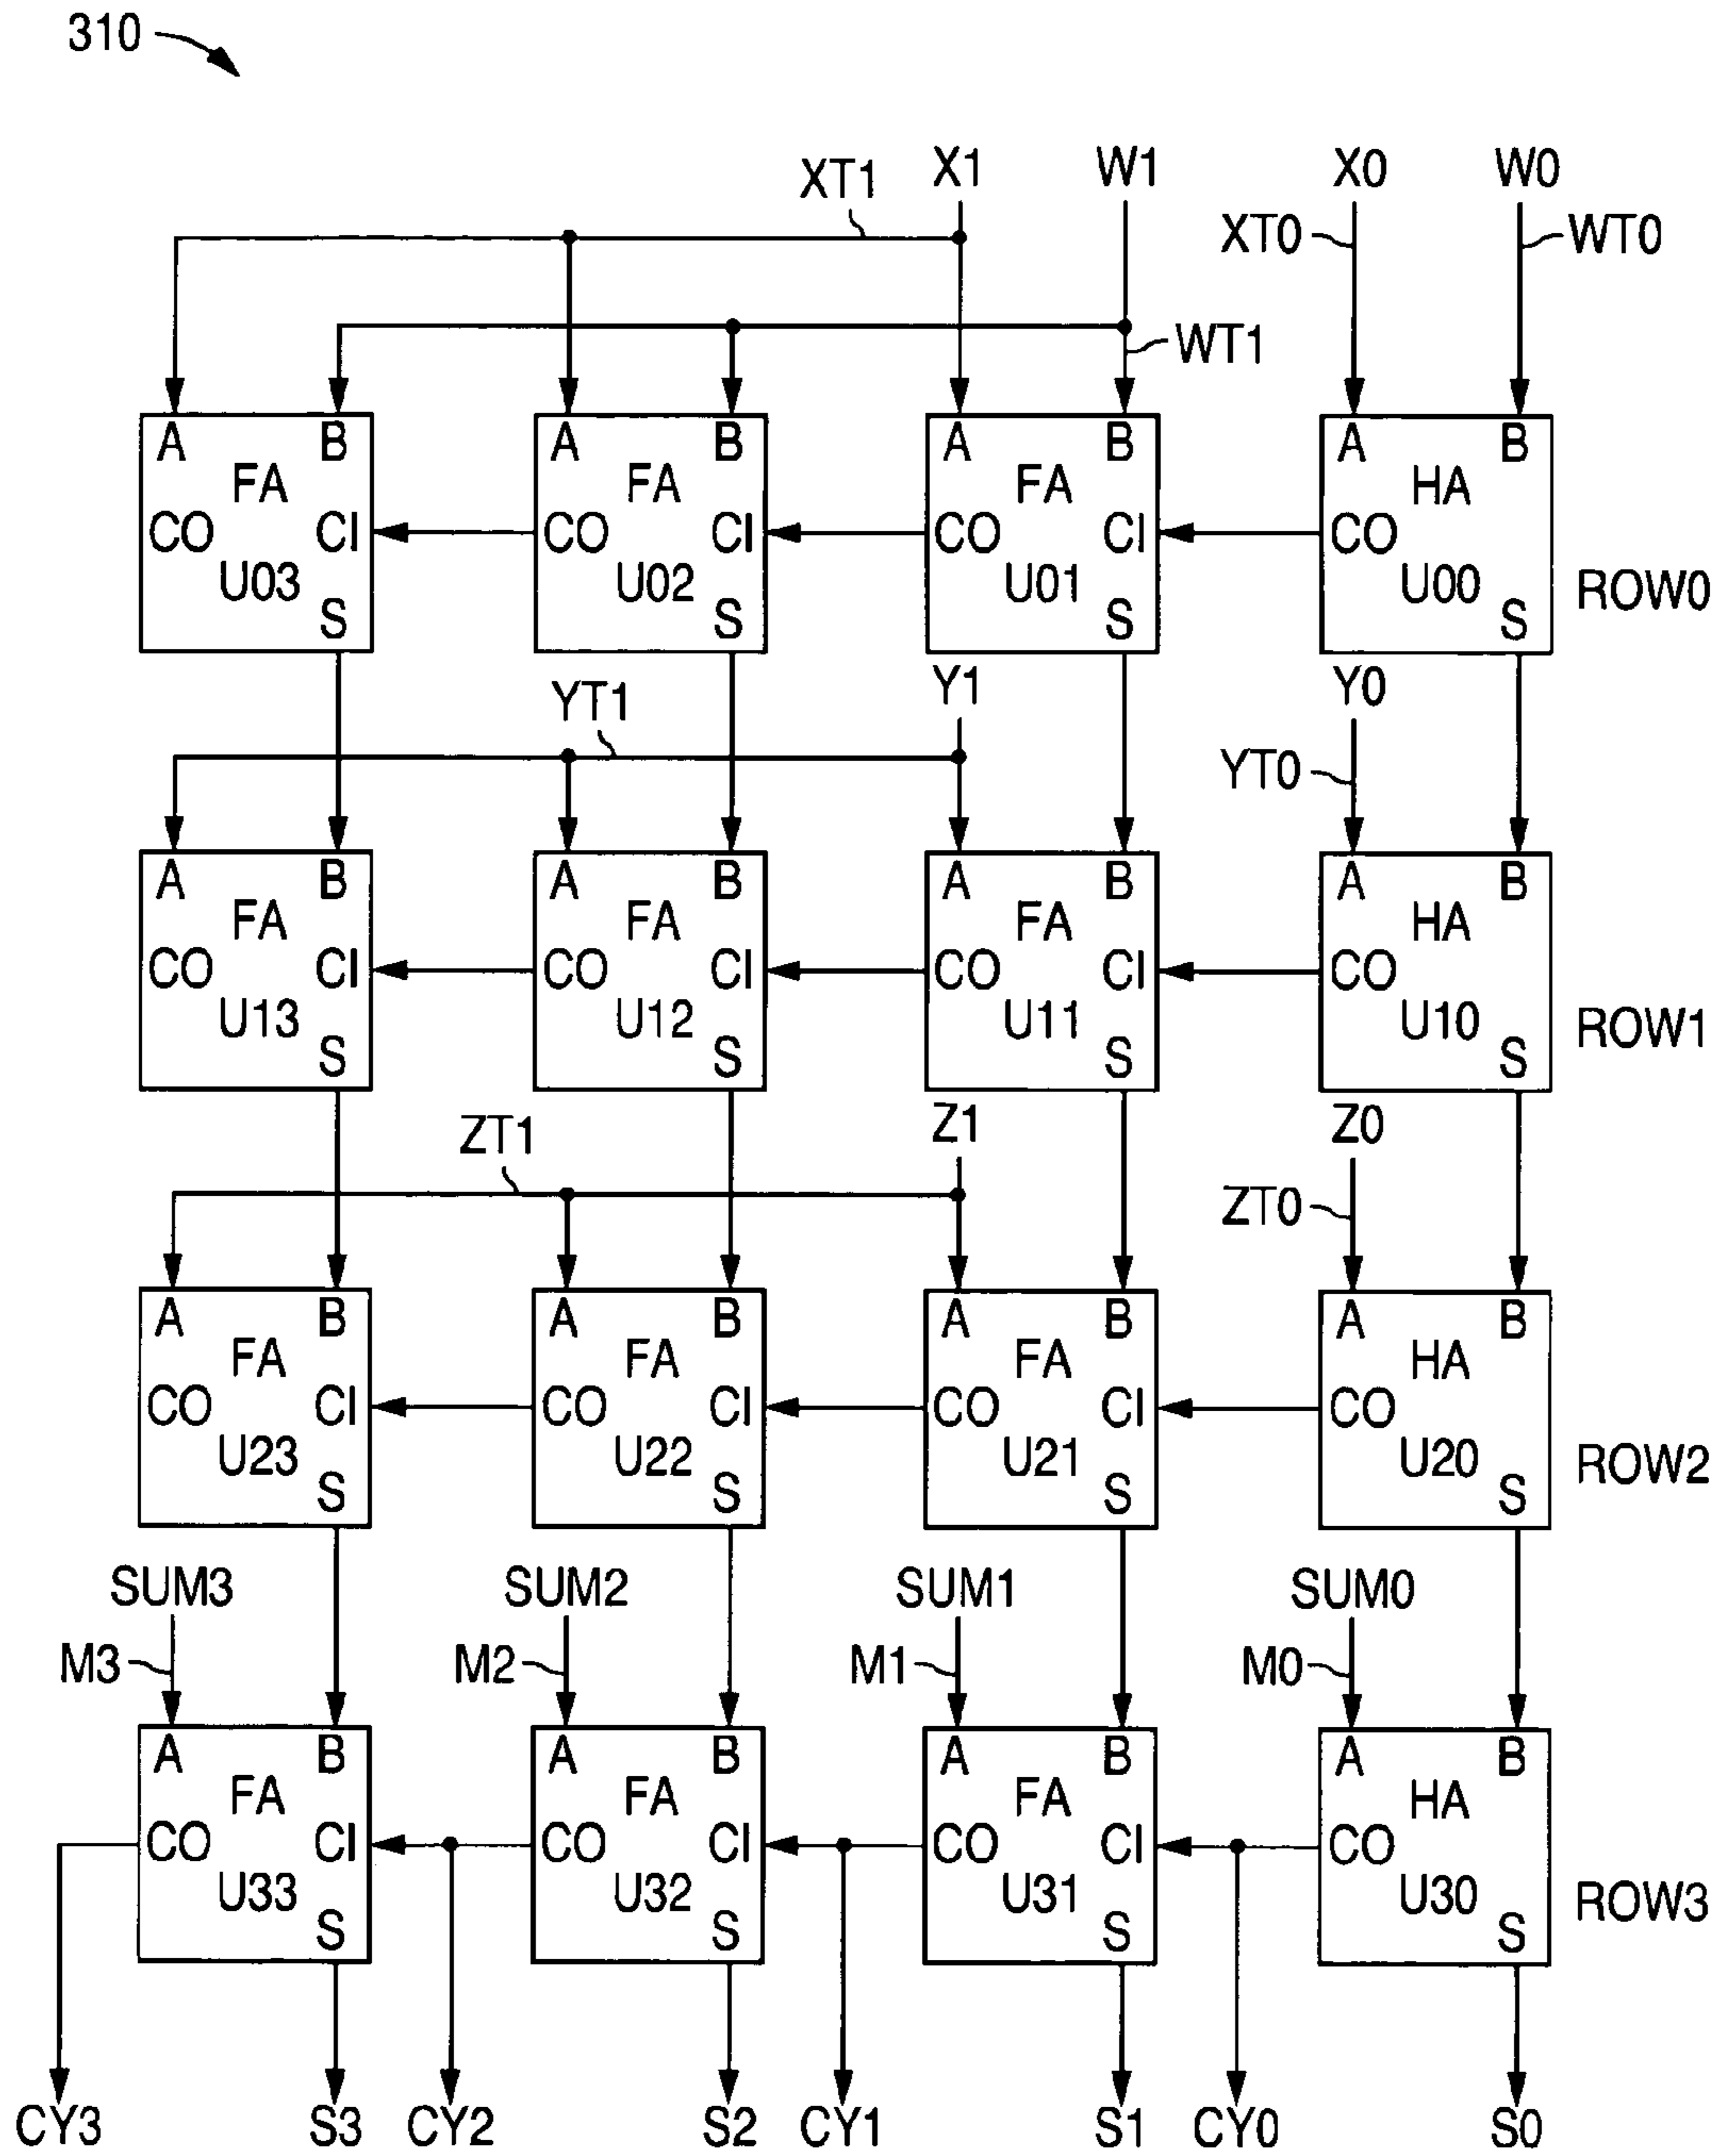 310
XT1 X1 W1 X0 W0
XT0 WT0
WT1
A B A B A B A B
FA FA FA HA
CO CI CO CI CO CI CO
U03 U02 U01 U00 ROW0
S S S S
YT1 Y1 Y0
YT0
A B A B A B A B
FA FA FA HA
CO CI CO CI CO CI CO
U13 U12 U11 U10 ROW1
S S S S
ZT1 Z1 Z0
ZT0
A B A B A B A B
FA FA FA HA
CO CI CO CI CO CI CO
U23 U22 U21 U20 ROW2
S S S S
SUM3 SUM2 SUM1 SUM0
M3 M2 M1 M0
A B A B A B A B
FA FA FA HA
CO CI CO CI CO CI CO
U33 U32 U31 U30 ROW3
S S S S
CY3 S3 CY2 S2 CY1 S1 CY0 S0